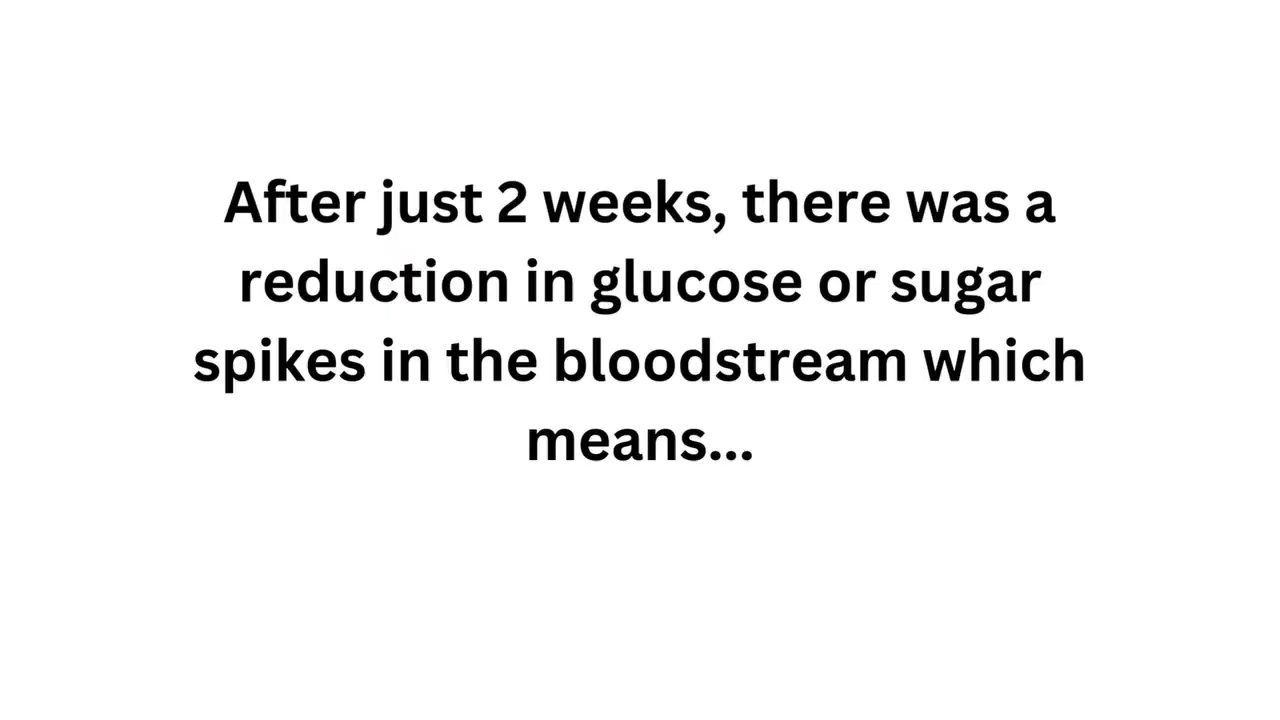 After just 2 weeks, there was a
reduction in glucose or sugar
spikes in the bloodstream which
means...